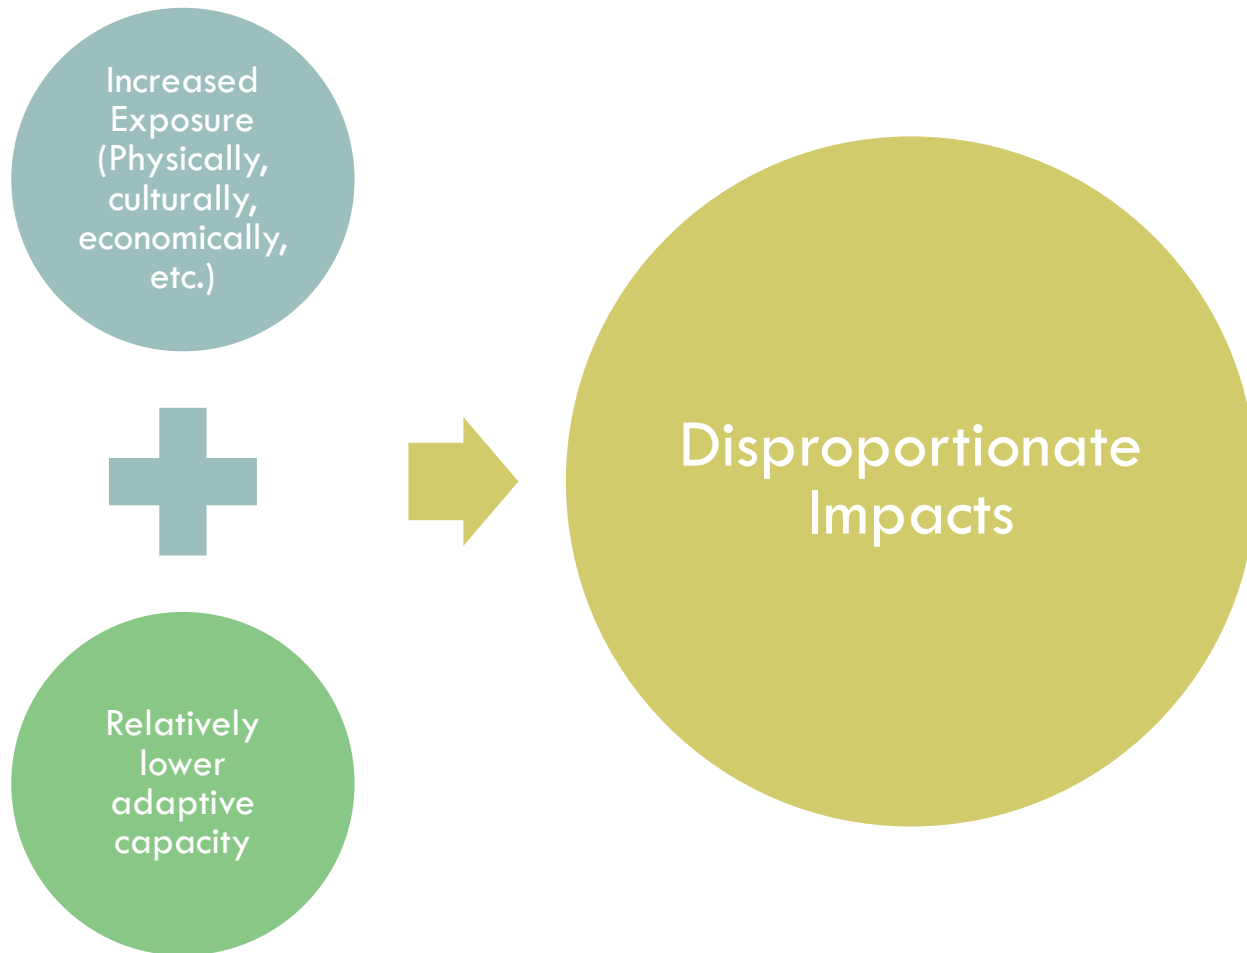 Increased
Exposure
(Physically,
culturally,
economically,
etc.)
Relatively
lower
adaptive
capacity
Disproportionate
Impacts